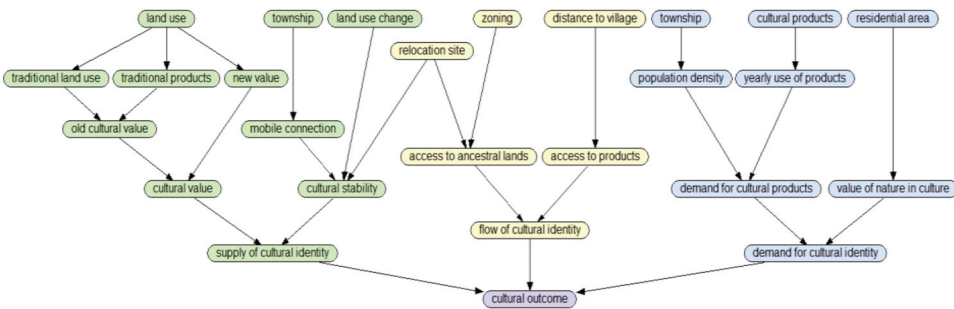 land use
township
land use change
zoning
distance to village
township
cultural products
residential area
relocation site
traditional land use
traditional products
new value
population density
yearly use of products
old cultural value
mobile connection
access to ancestral lands
access to products
cultural value
cultural stability
demand for cultural products
value of nature in culture
flow of cultural identity
supply of cultural identity
demand for cultural identity
cultural outcome